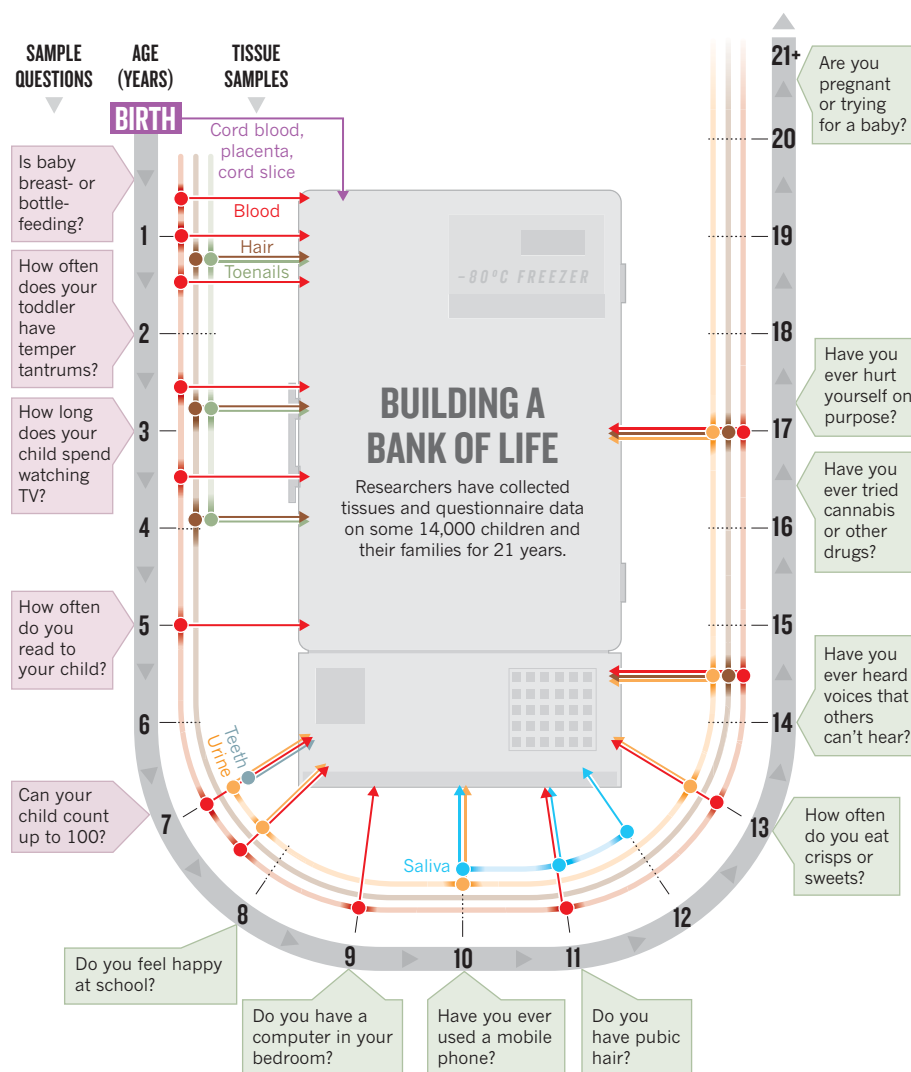 SAMPLE
QUESTIONS
AGE
(YEARS)
TISSUE
SAMPLES
BIRTH
Cord blood,
placenta,
cord slice
Is baby
breast- or
bottle-
feeding?
Blood
1
Hair
Toenails
How often
does your
toddler
have
temper
tantrums?
2
How long
does your
child spend
watching
TV?
3
4
How often
do you
read to
your child?
5
6
Teeth
Urine
Can your
child count
up to 100?
7
–80ºC FREEZER
BUILDING A
BANK OF LIFE
Researchers have collected
tissues and questionnaire data
on some 14,000 children and
their families for 21 years.
Saliva
8
Do you feel happy
at school?
9
Do you have a
computer in your
bedroom?
10
Have you ever
used a mobile
phone?
11
Do you
have pubic
hair?
12
13
How often
do you eat
crisps or
sweets?
14
Have you
ever heard
voices that
others
can't hear?
15
16
Have you
ever tried
cannabis
or other
drugs?
17
Have you
ever hurt
yourself on
purpose?
18
19
20
21+
Are you
pregnant
or trying
for a baby?